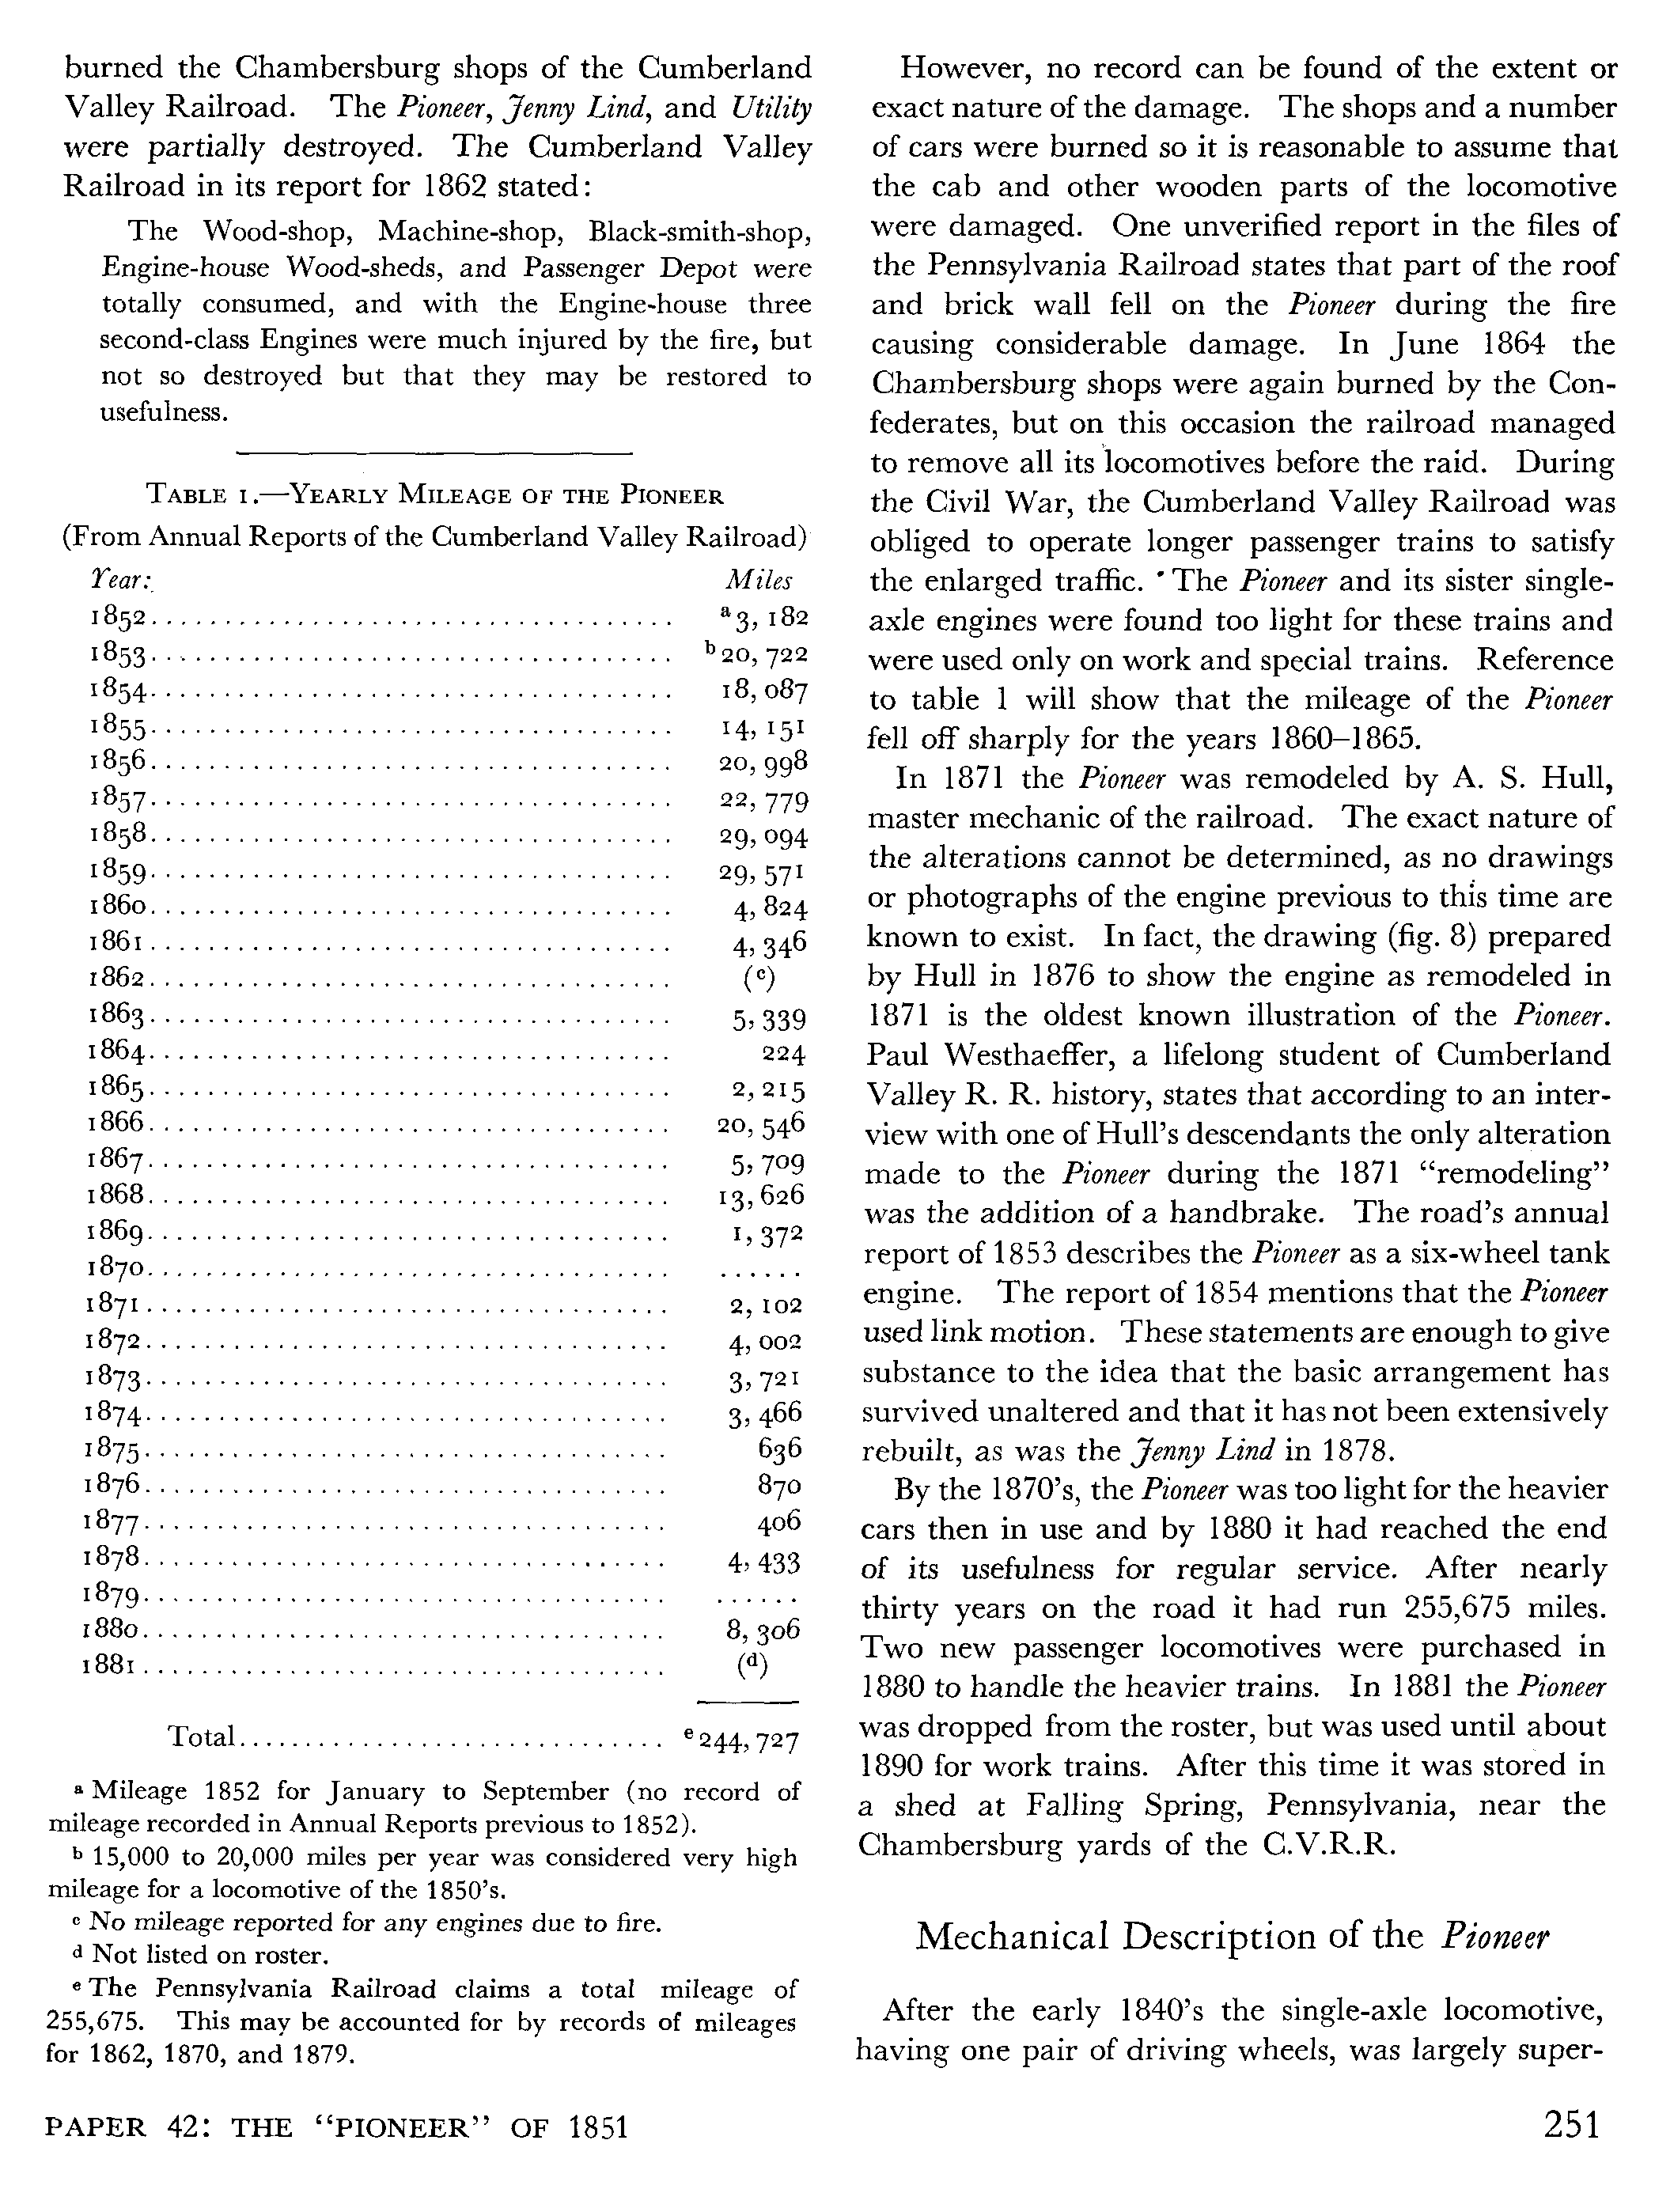 burned the Chambersburg shops of the Cumberland
Valley Railroad. The Pioneer, Jenny Lind, and Utility
were partially destroyed. The Cumberland Valley
Railroad in its report for 1862 stated:
The Wood-shop, Machine-shop, Black-smith-shop,
Engine-house Wood-sheds, and Passenger Depot were
totally consumed, and with the Engine-house three
second-class Engines were much injured by the fire, but
not so destroyed but that they may be restored to
usefulness.
TABLE 1.—YEARLY MILEAGE OF THE PIONEER
(From Annual Reports of the Cumberland Valley Railroad)
Year: Miles
1852.................................... a 3, 182
1853.................................... b 20, 722
1854.................................... 18, 087
1855.................................... 14, 151
1856.................................... 20, 998
1857.................................... 22, 779
1858.................................... 29, 094
1859.................................... 29, 571
1860.................................... 4, 824
1861.................................... 4, 346
1862.................................... (c)
1863.................................... 5, 339
1864.................................... 224
1865.................................... 2, 215
1866.................................... 20, 546
1867.................................... 5, 709
1868.................................... 13, 626
1869.................................... 1, 372
1870.................................... ......
1871.................................... 2, 102
1872.................................... 4, 002
1873.................................... 3, 721
1874.................................... 3, 466
1875.................................... 636
1876.................................... 870
1877.................................... 406
1878.................................... 4, 433
1879.................................... ......
1880.................................... 8, 306
1881.................................... (d)
Total.............................. e 244, 727
a Mileage 1852 for January to September (no record of
mileage recorded in Annual Reports previous to 1852).
b 15,000 to 20,000 miles per year was considered very high
mileage for a locomotive of the 1850's.
c No mileage reported for any engines due to fire.
d Not listed on roster.
e The Pennsylvania Railroad claims a total mileage of
255,675. This may be accounted for by records of mileages
for 1862, 1870, and 1879.
However, no record can be found of the extent or
exact nature of the damage. The shops and a number
of cars were burned so it is reasonable to assume that
the cab and other wooden parts of the locomotive
were damaged. One unverified report in the files of
the Pennsylvania Railroad states that part of the roof
and brick wall fell on the Pioneer during the fire
causing considerable damage. In June 1864 the
Chambersburg shops were again burned by the Con-
federates, but on this occasion the railroad managed
to remove all its locomotives before the raid. During
the Civil War, the Cumberland Valley Railroad was
obliged to operate longer passenger trains to satisfy
the enlarged traffic. The Pioneer and its sister single-
axle engines were found too light for these trains and
were used only on work and special trains. Reference
to table 1 will show that the mileage of the Pioneer
fell off sharply for the years 1860–1865.
In 1871 the Pioneer was remodeled by A. S. Hull,
master mechanic of the railroad. The exact nature of
the alterations cannot be determined, as no drawings
or photographs of the engine previous to this time are
known to exist. In fact, the drawing (fig. 8) prepared
by Hull in 1876 to show the engine as remodeled in
1871 is the oldest known illustration of the Pioneer.
Paul Westhaeffer, a lifelong student of Cumberland
Valley R. R. history, states that according to an inter-
view with one of Hull's descendants the only alteration
made to the Pioneer during the 1871 “remodeling”
was the addition of a handbrake. The road's annual
report of 1853 describes the Pioneer as a six-wheel tank
engine. The report of 1854 mentions that the Pioneer
used link motion. These statements are enough to give
substance to the idea that the basic arrangement has
survived unaltered and that it has not been extensively
rebuilt, as was the Jenny Lind in 1878.
By the 1870's, the Pioneer was too light for the heavier
cars then in use and by 1880 it had reached the end
of its usefulness for regular service. After nearly
thirty years on the road it had run 255,675 miles.
Two new passenger locomotives were purchased in
1880 to handle the heavier trains. In 1881 the Pioneer
was dropped from the roster, but was used until about
1890 for work trains. After this time it was stored in
a shed at Falling Spring, Pennsylvania, near the
Chambersburg yards of the C.V.R.R.
Mechanical Description of the Pioneer
After the early 1840's the single-axle locomotive,
having one pair of driving wheels, was largely super-
PAPER 42: THE “PIONEER” OF 1851
251